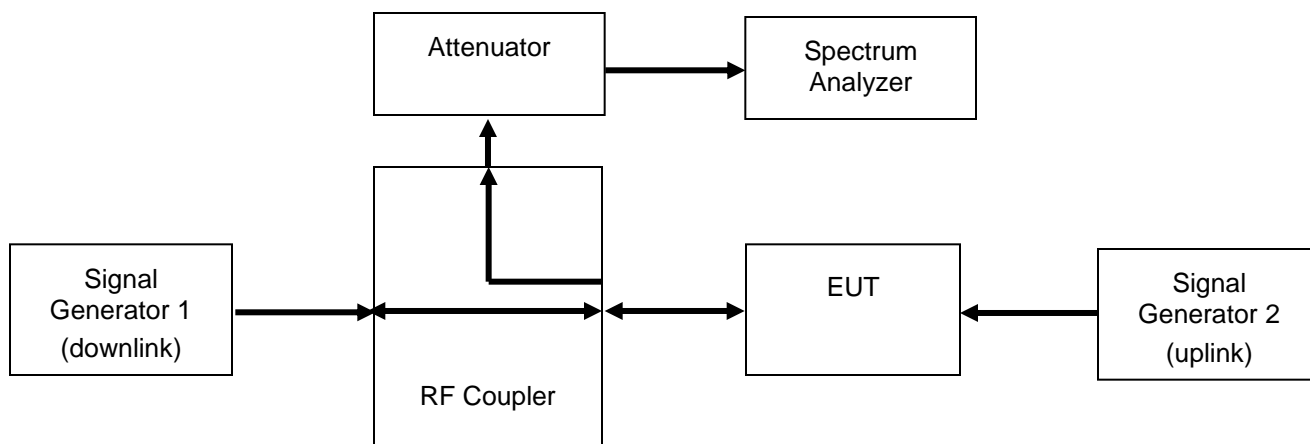 Attenuator
Spectrum
Analyzer
Signal
Generator 1
(downlink)
EUT
Signal
Generator 2
(uplink)
RF Coupler